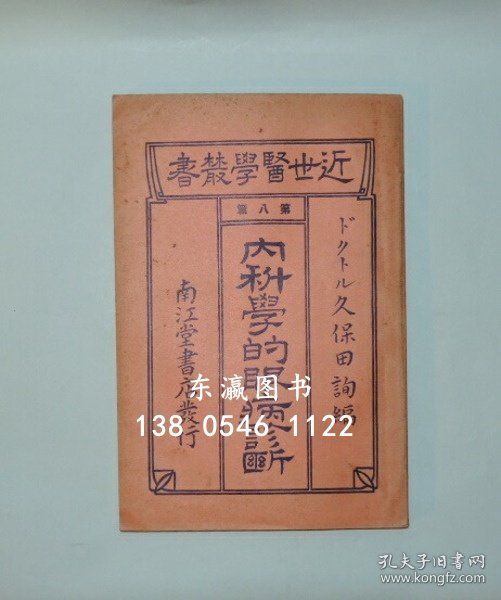 近世醫學叢書
第八篇
ドクトル久保田詢編
内科學的眼病診斷
南江堂書店發行
东瀛图书
138 0546 1122
孔夫子旧书网
www.kongfz.com